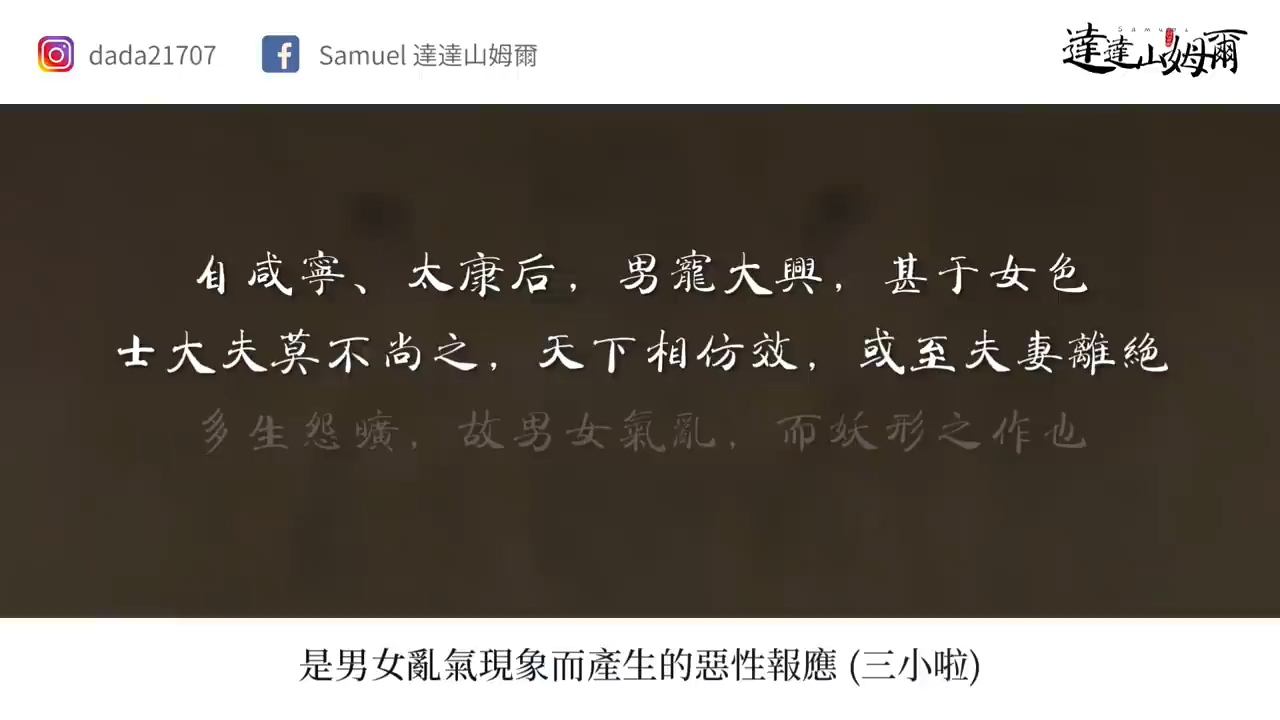 dada21707
Samuel 達達山姆爾
Samuel
達達山姆爾
自咸寧、太康后，男寵大興，甚于女色
士大夫莫不尚之，天下相仿效，或至夫妻離絕
多生怨曠，故男女氣亂，而妖形之作也
是男女亂氣現象而產生的惡性報應 (三小啦)